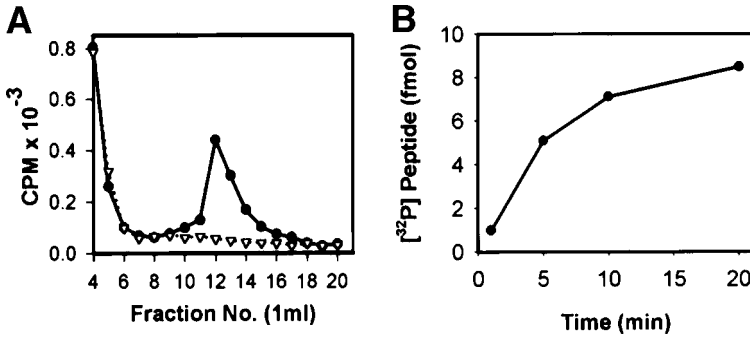 A
CPM x 10⁻³
0.8
0.6
0.4
0.2
0.0
4 6 8 10 12 14 16 18 20
Fraction No. (1ml)
B
[³²P] Peptide (fmol)
10
8
6
4
2
0
0 5 10 15 20
Time (min)